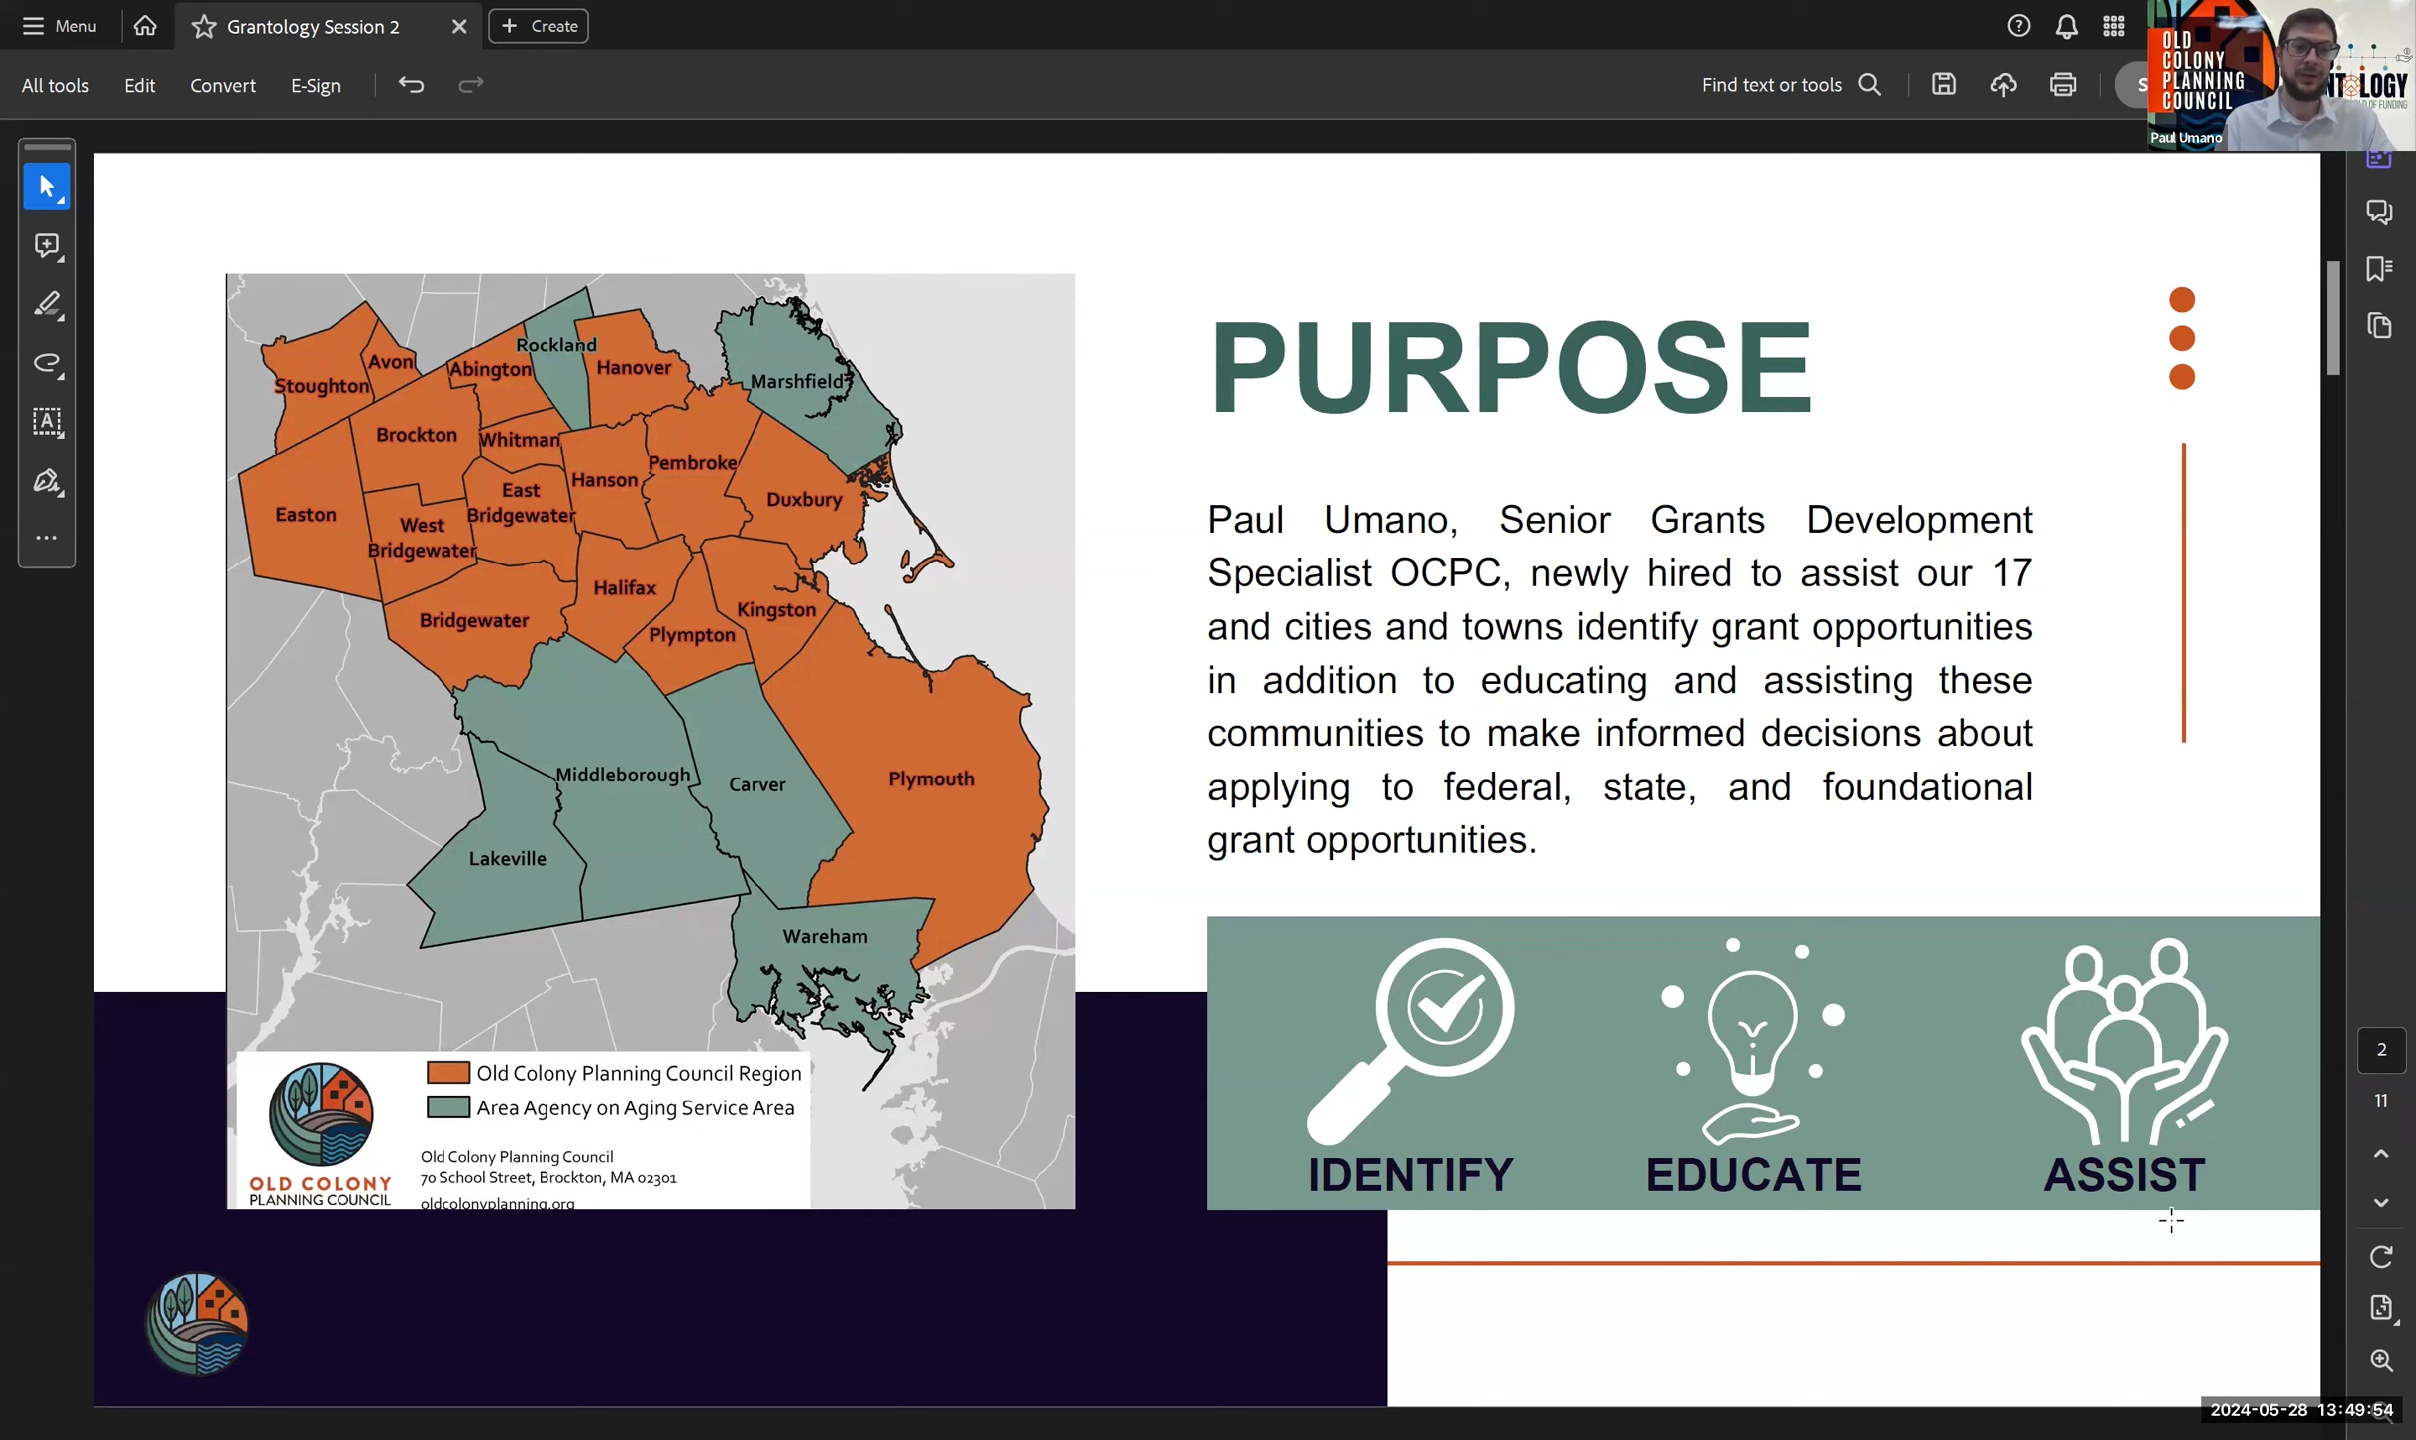 Menu
Grantology Session 2
Create
All tools
Edit
Convert
E-Sign
Find text or tools
OLD
COLONY
PLANNING
COUNCIL
LOGY
OF FUNDING
Paul Umano
Rockland
Avon
Abington
Hanover
Stoughton
Marshfield
Brockton
Whitman
Pembroke
Hanson
East
Bridgewater
Duxbury
Easton
West
Bridgewater
Halifax
Kingston
Bridgewater
Plympton
Middleborough
Carver
Plymouth
Lakeville
Wareham
Old Colony Planning Council Region
Area Agency on Aging Service Area
Old Colony Planning Council
70 School Street, Brockton, MA 02301
oldcolonyplanning.org
OLD COLONY
PLANNING COUNCIL
PURPOSE
Paul Umano, Senior Grants Development
Specialist OCPC, newly hired to assist our 17
and cities and towns identify grant opportunities
in addition to educating and assisting these
communities to make informed decisions about
applying to federal, state, and foundational
grant opportunities.
IDENTIFY
EDUCATE
ASSIST
2
11
2024-05-28 13:49:54